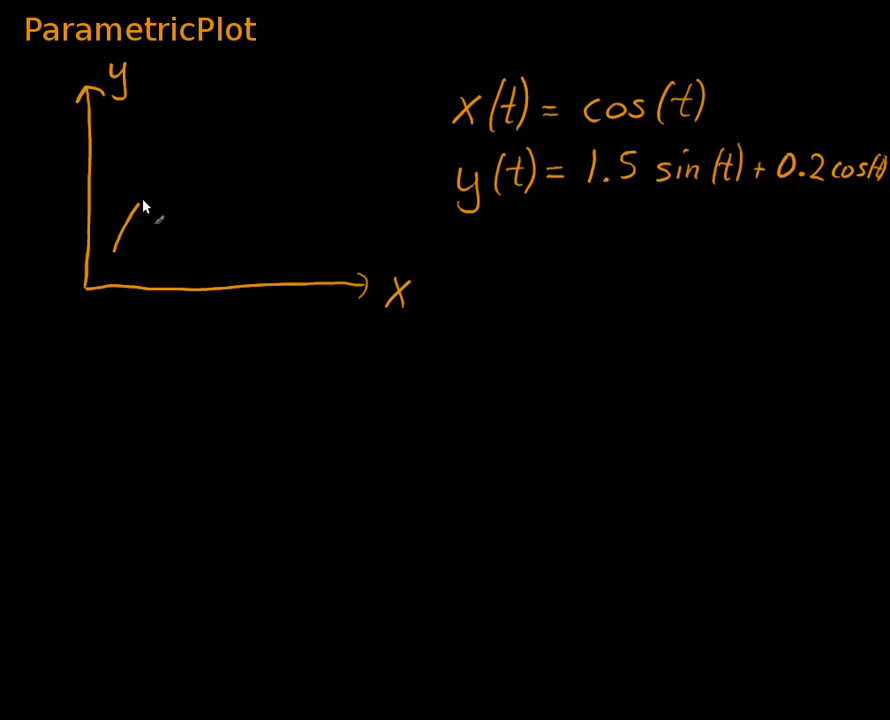 ParametricPlot
y
x(t) = cos(t)
y(t) = 1.5 sin(t) + 0.2 cos(t)
x